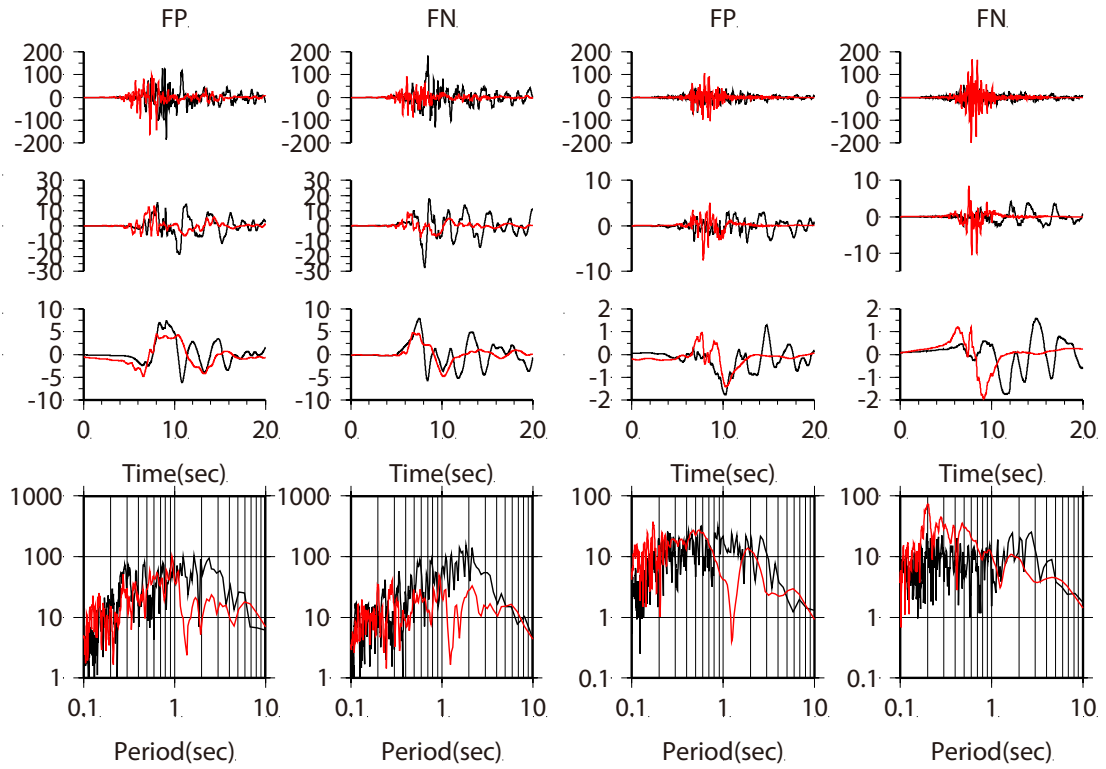 FP. FN. FP. FN.
200. 200. 200. 200.
100. 100. 100. 100.
0. 0. 0. 0.
-100. -100. -100. -100.
-200. -200. -200. -200.
30. 30. 10. 10.
20. 20.
10. 10.
0. 0. 0. 0.
-10. -10.
-20. -20.
-30. -30. -10. -10.
10. 10. 2. 2.
5. 5. 1. 1.
0. 0. 0. 0.
-5. -5. -1. -1.
-10. -10. 2. 2.
0. 10. 20. 0. 10. 20. 0. 10. 20. 0. 10. 20.
Time(sec). Time(sec). Time(sec). Time(sec).
1000. 1000. 100. 100.
100. 100. 10. 10.
10. 10. 1. 1.
1. 1. 0.1. 0.1.
0.1. 1. 10. 0.1. 1. 10. 0.1. 1. 10. 0.1. 1. 10.
Period(sec). Period(sec). Period(sec). Period(sec).